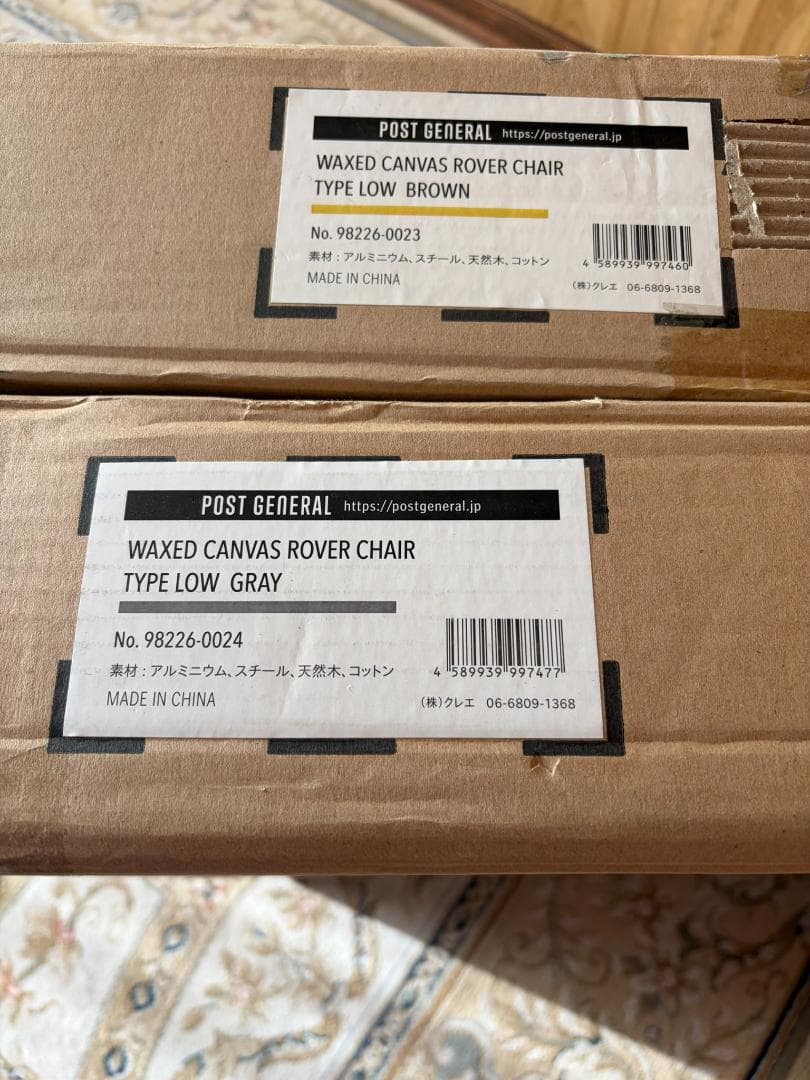 POST GENERAL https://postgeneral.jp
WAXED CANVAS ROVER CHAIR
TYPE LOW BROWN
No. 98226-0023
素材 : アルミニウム、スチール、天然木、コットン
MADE IN CHINA
4 589939 997460
(株)クレエ 06-6809-1368
POST GENERAL https://postgeneral.jp
WAXED CANVAS ROVER CHAIR
TYPE LOW GRAY
No. 98226-0024
素材 : アルミニウム、スチール、天然木、コットン
MADE IN CHINA
4 589939 997477
(株)クレエ 06-6809-1368